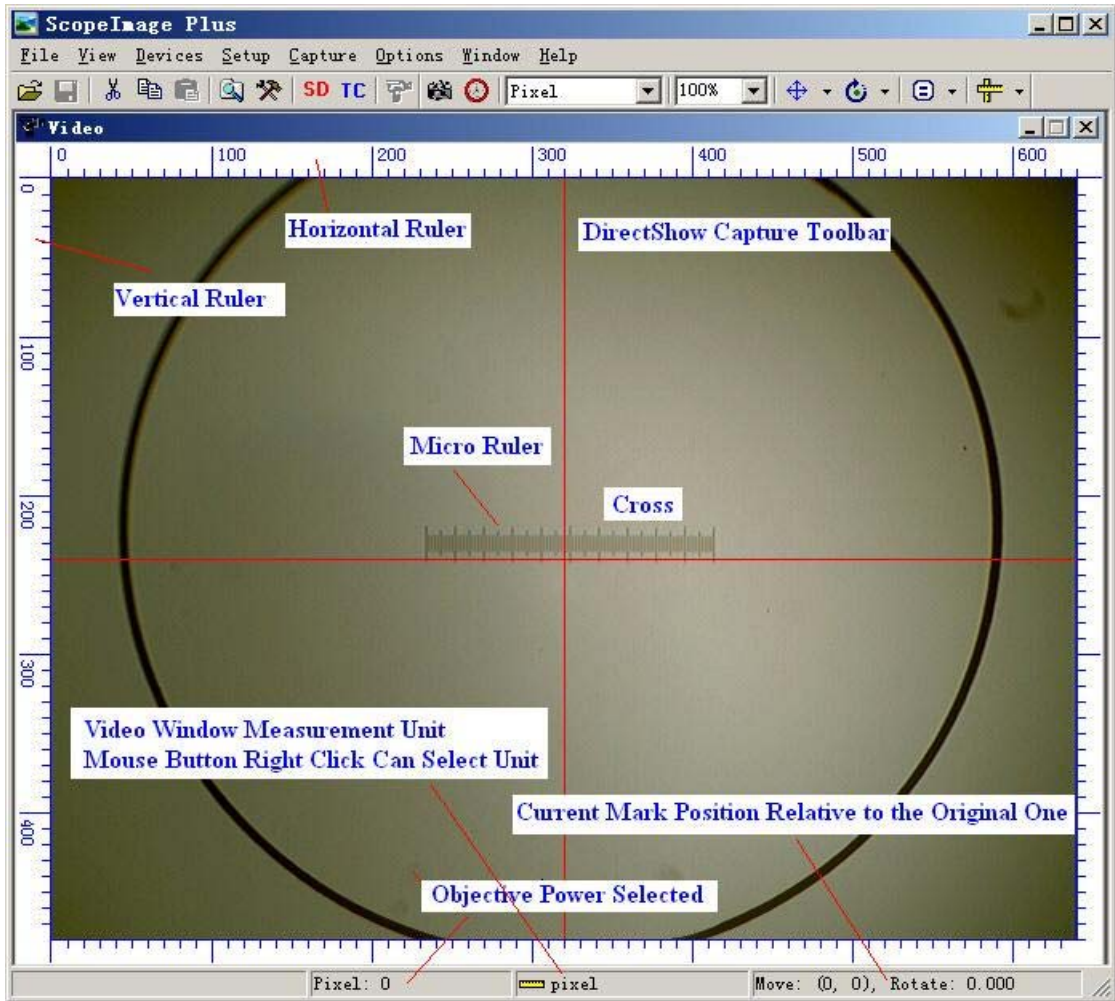 ScopeImage Plus
File View Devices Setup Capture Options Window Help
SD TC Pixel 100%
Video
0 100 200 300 400 500 600
0
100
200
300
400
Horizontal Ruler
DirectShow Capture Toolbar
Vertical Ruler
Micro Ruler
Cross
Video Window Measurement Unit
Mouse Button Right Click Can Select Unit
Current Mark Position Relative to the Original One
Objective Power Selected
Pixel: 0 pixel Move: (0, 0), Rotate: 0.000